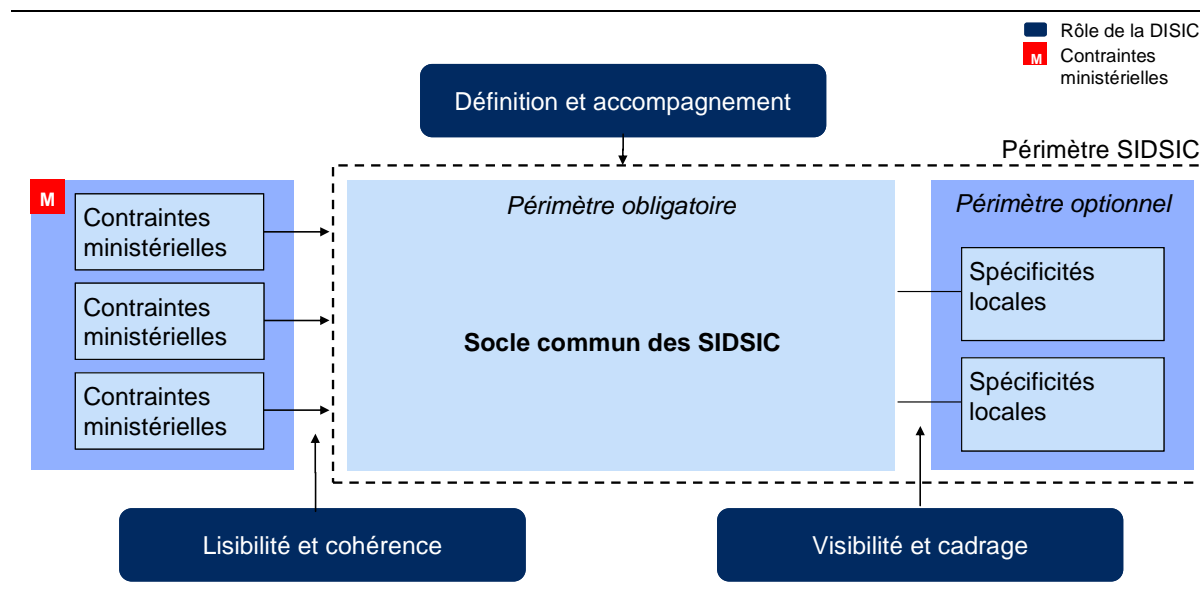 Rôle de la DISIC
M
Contraintes
ministérielles
Définition et accompagnement
Périmètre SIDSIC
M
Contraintes
ministérielles
Contraintes
ministérielles
Contraintes
ministérielles
Périmètre obligatoire
Socle commun des SIDSIC
Périmètre optionnel
Spécificités
locales
Spécificités
locales
Lisibilité et cohérence
Visibilité et cadrage